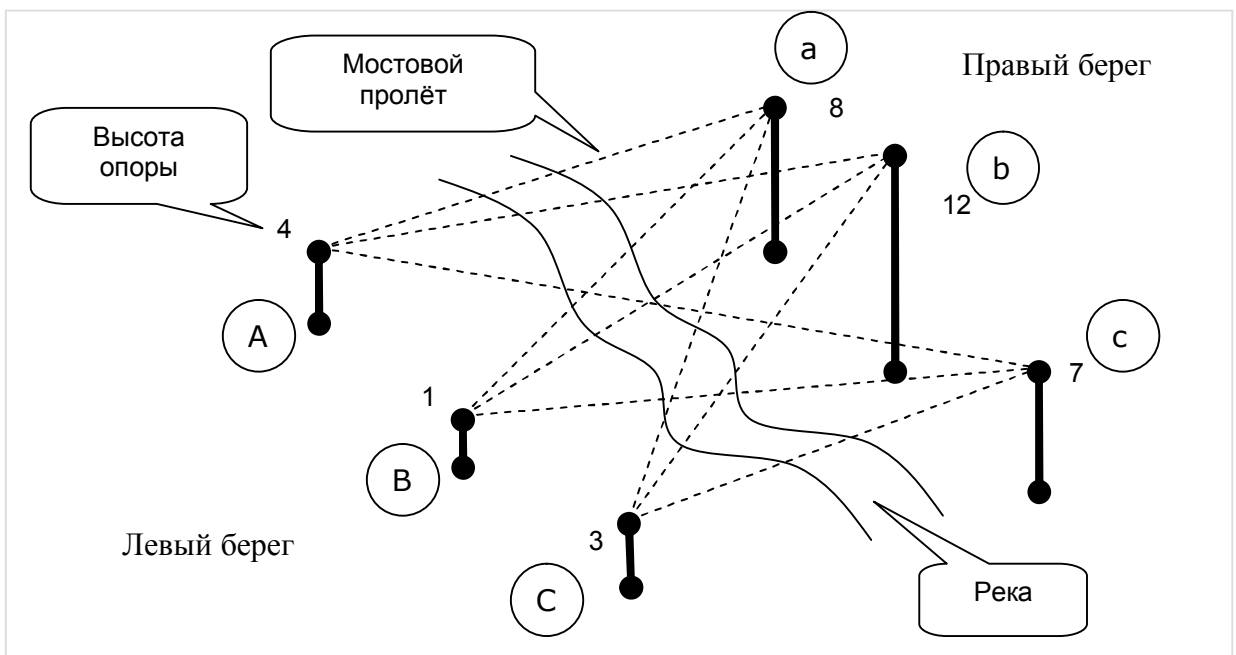 a
Правый берег
Мостовой
пролёт
8
Высота
опоры
b
12
4
A
c
7
1
B
Левый берег
3
C
Река